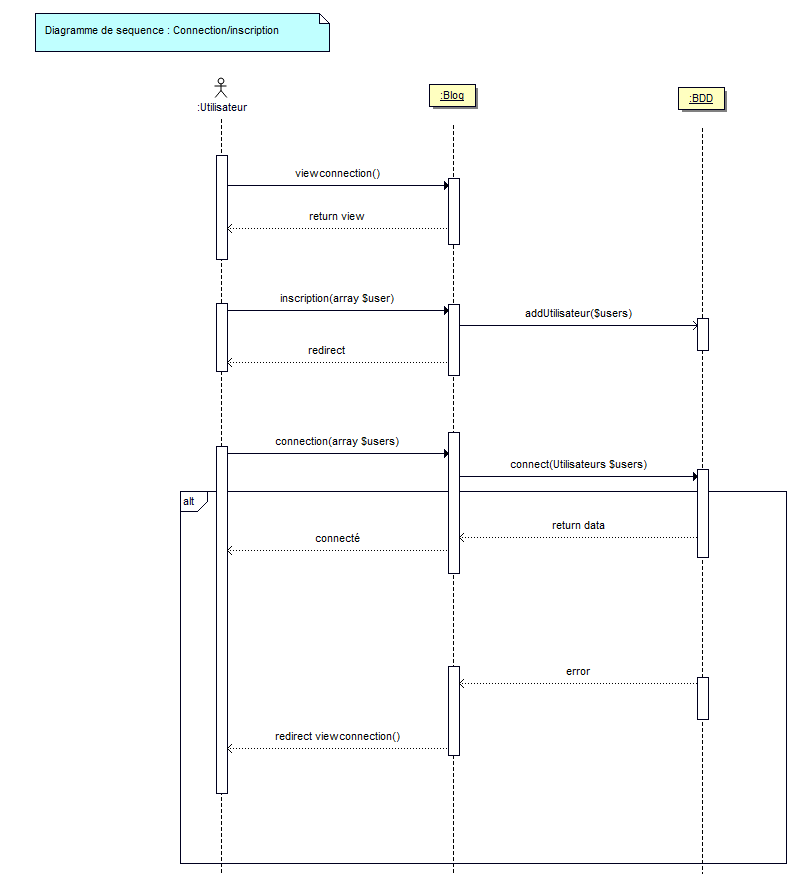 Diagramme de sequence : Connection/inscription
:Utilisateur
:Blog
:BDD
viewconnection()
return view
inscription(array $user)
addUtilisateur($users)
redirect
connection(array $users)
connect(Utilisateurs $users)
alt
return data
connecté
error
redirect viewconnection()